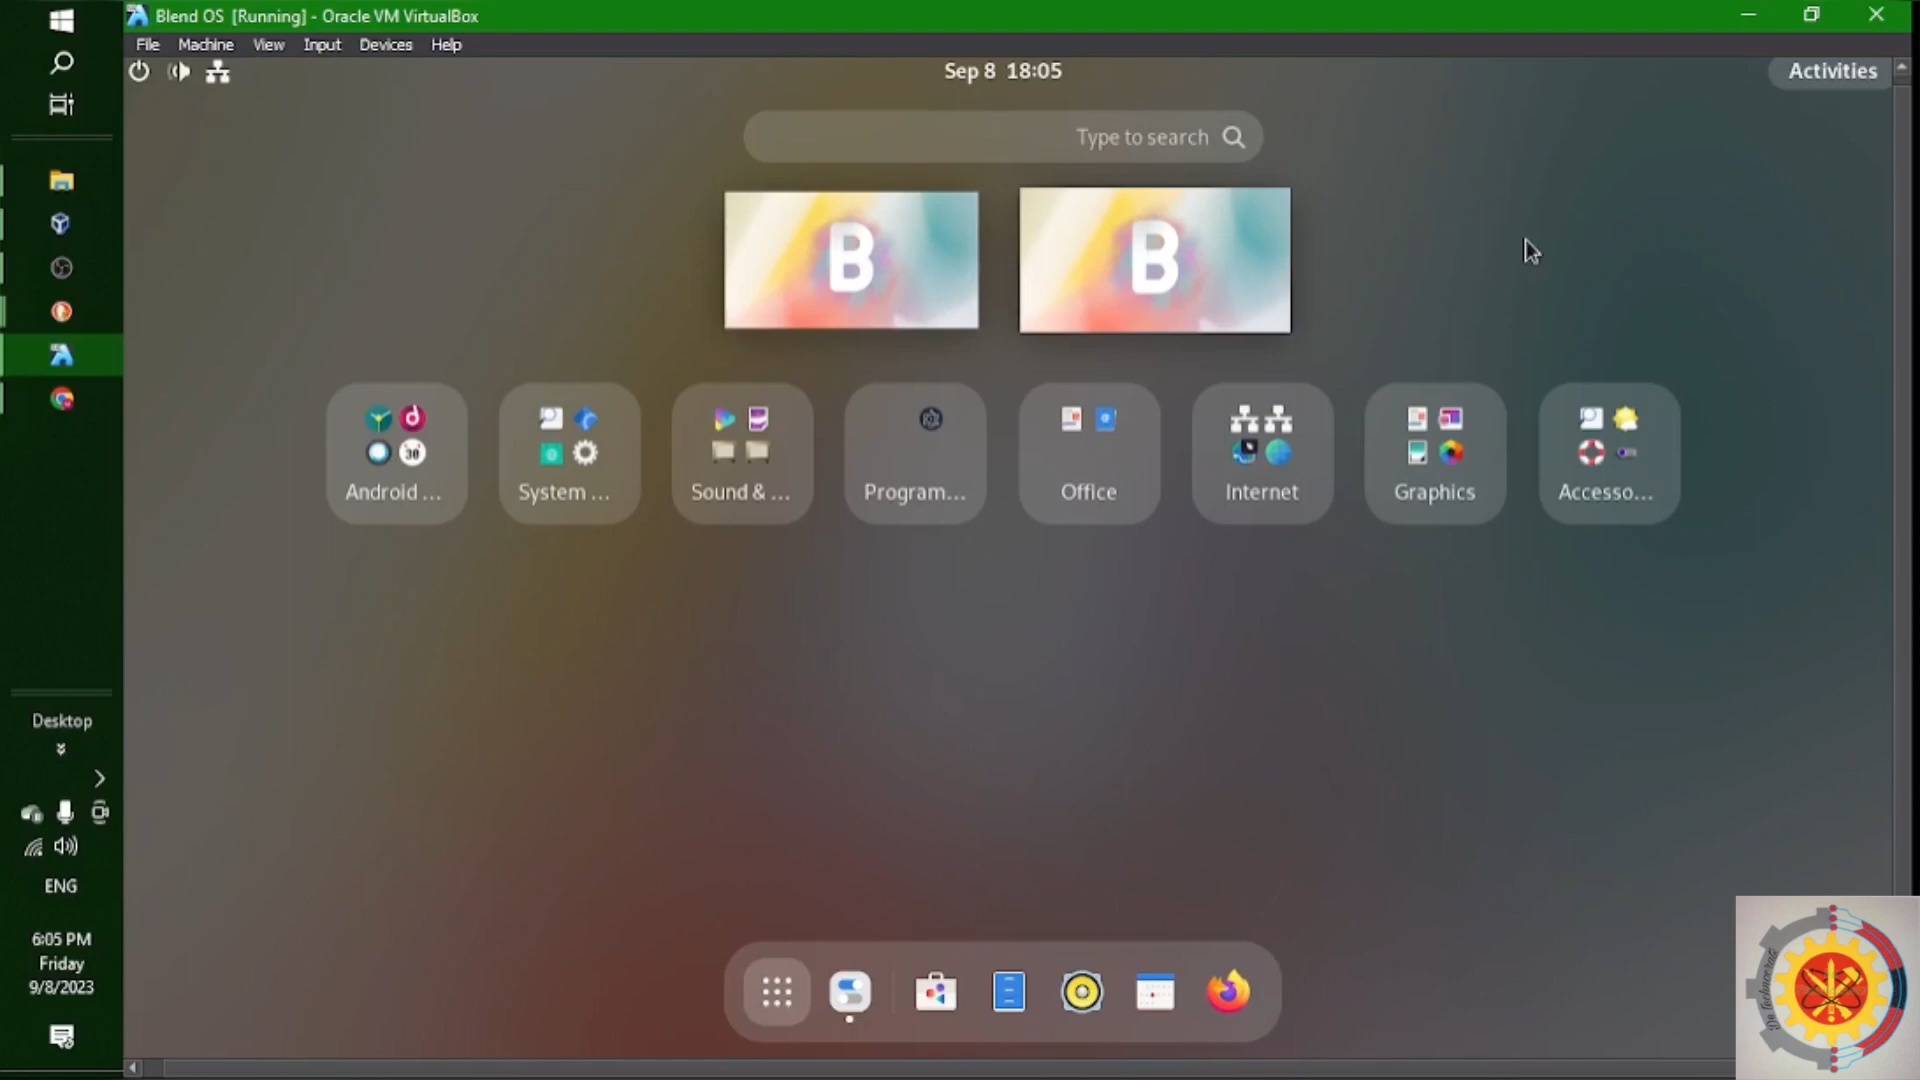 Blend OS [Running] - Oracle VM VirtualBox
File Machine View Input Devices Help
Sep 8 18:05
Activities
Type to search
B
B
30
Android ...
System ...
Sound & ...
Program...
Office
Internet
Graphics
Accesso...
Desktop
ENG
6:05 PM
Friday
9/8/2023